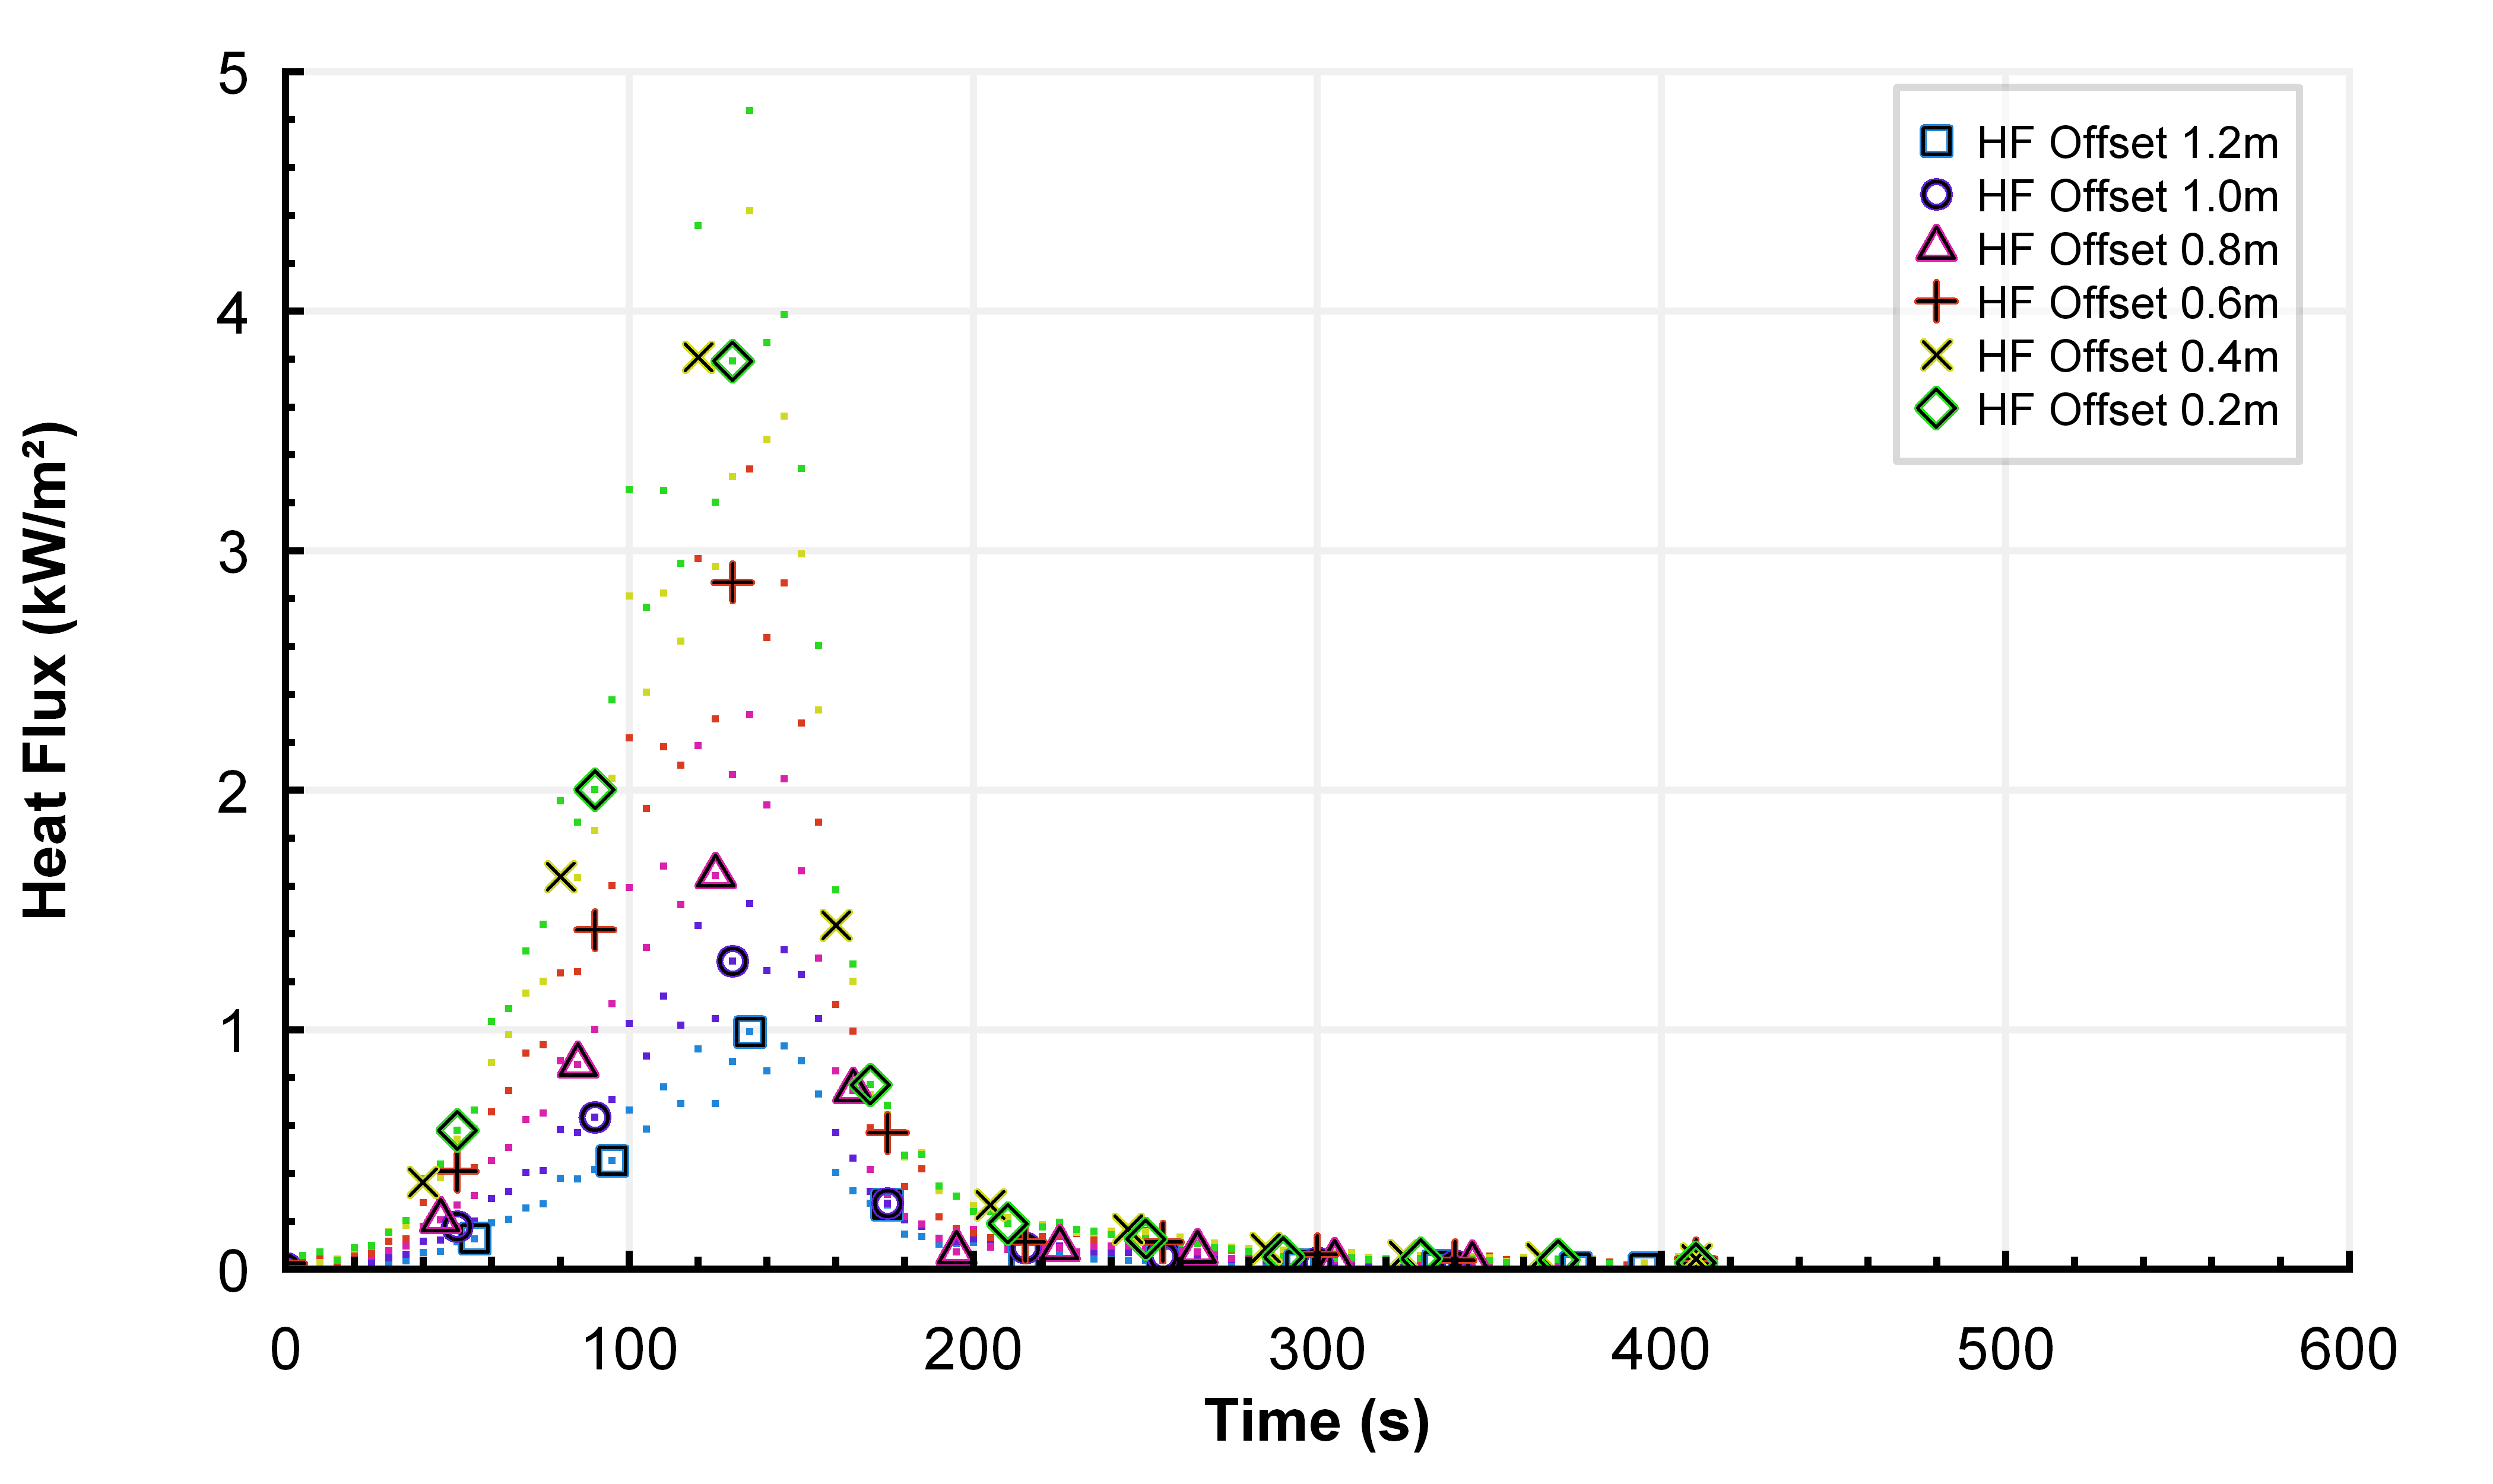 5
4
3
2
1
0
Heat Flux (kW/m²)
0 100 200 300 400 500 600
Time (s)
HF Offset 1.2m
HF Offset 1.0m
HF Offset 0.8m
HF Offset 0.6m
HF Offset 0.4m
HF Offset 0.2m